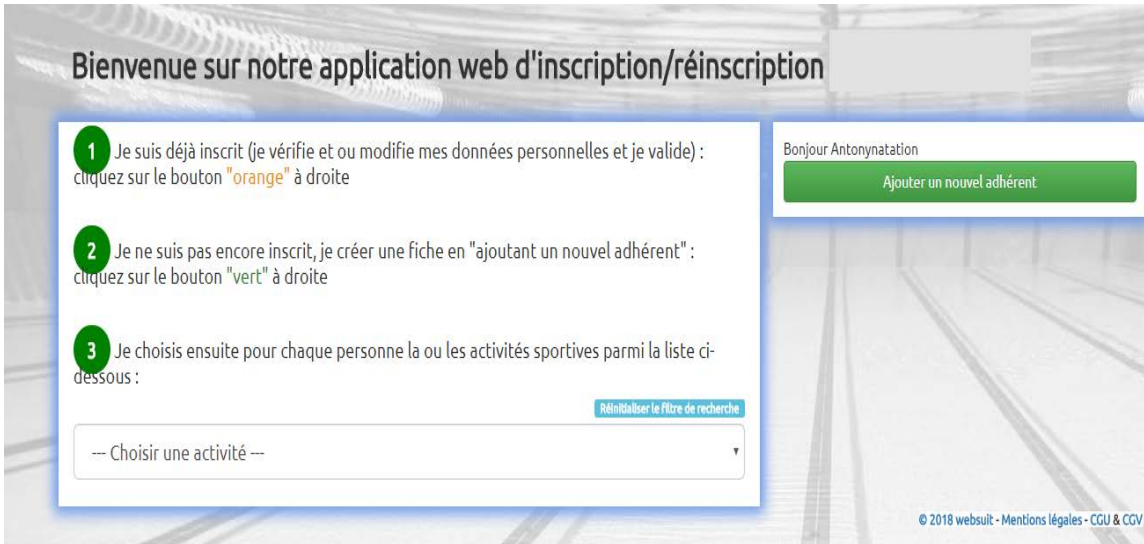 Bienvenue sur notre application web d'inscription/réinscription
1 Je suis déjà inscrit (je vérifie et ou modifie mes données personnelles et je valide) :
cliquez sur le bouton "orange" à droite
2 Je ne suis pas encore inscrit, je créer une fiche en "ajoutant un nouvel adhérent" :
cliquez sur le bouton "vert" à droite
3 Je choisis ensuite pour chaque personne la ou les activités sportives parmi la liste ci-
dessous :
Réinitialiser le filtre de recherche
--- Choisir une activité ---
Bonjour Antonynatation
Ajouter un nouvel adhérent
© 2018 websuit - Mentions légales - CGU & CGV